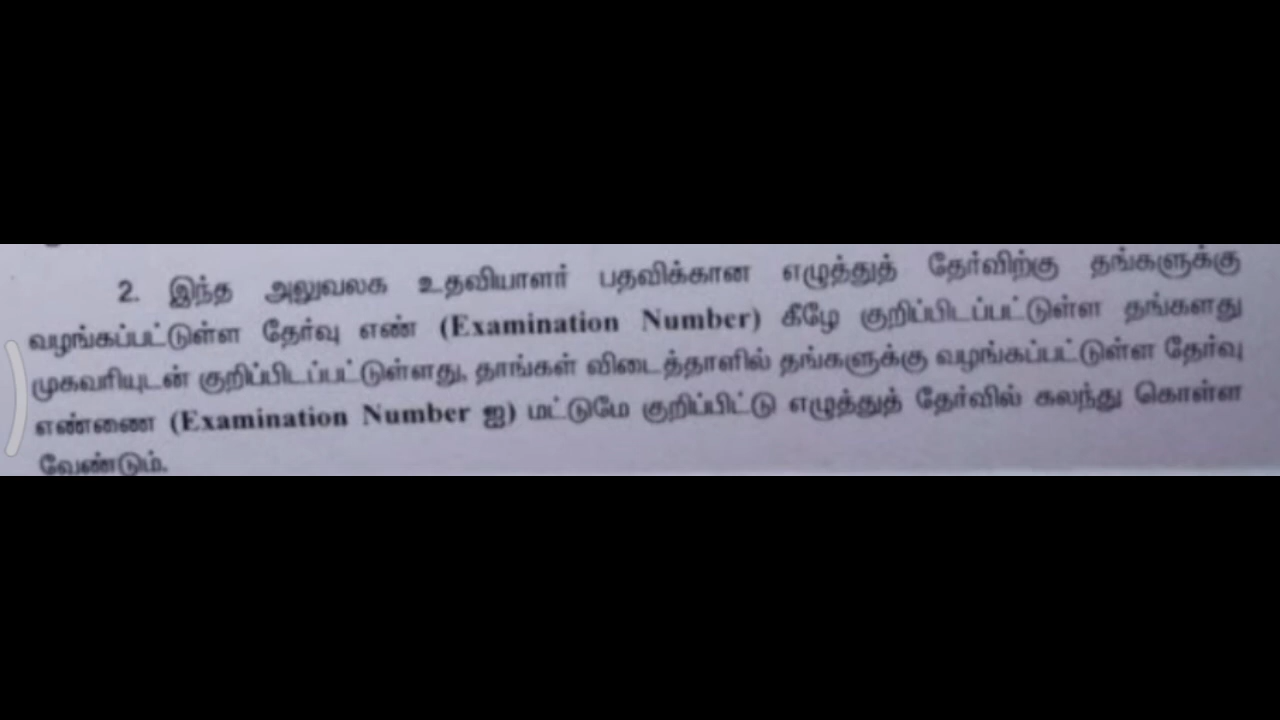 2. இந்த அலுவலக உதவியாளர் பதவிக்கான எழுத்துத் தேர்விற்கு தங்களுக்கு
வழங்கப்பட்டுள்ள தேர்வு எண் (Examination Number) கீழே குறிப்பிடப்பட்டுள்ள தங்களது
முகவரியுடன் குறிப்பிடப்பட்டுள்ளது. தாங்கள் விடைத்தாளில் தங்களுக்கு வழங்கப்பட்டுள்ள தேர்வு
எண்ணை (Examination Number ஐ) மட்டுமே குறிப்பிட்டு எழுத்துத் தேர்வில் கலந்து கொள்ள
வேண்டும்.